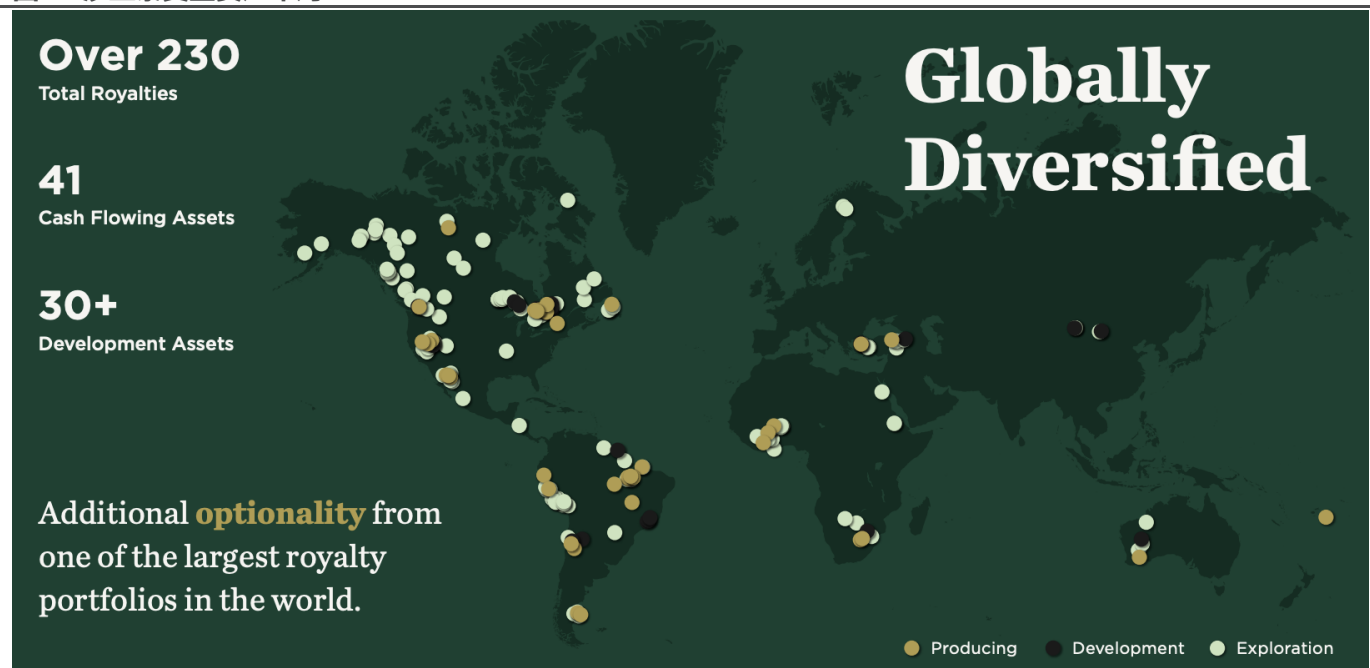 Over 230
Total Royalties
41
Cash Flowing Assets
30+
Development Assets
Globally
Diversified
Additional optionality from
one of the largest royalty
portfolios in the world.
Producing
Development
Exploration